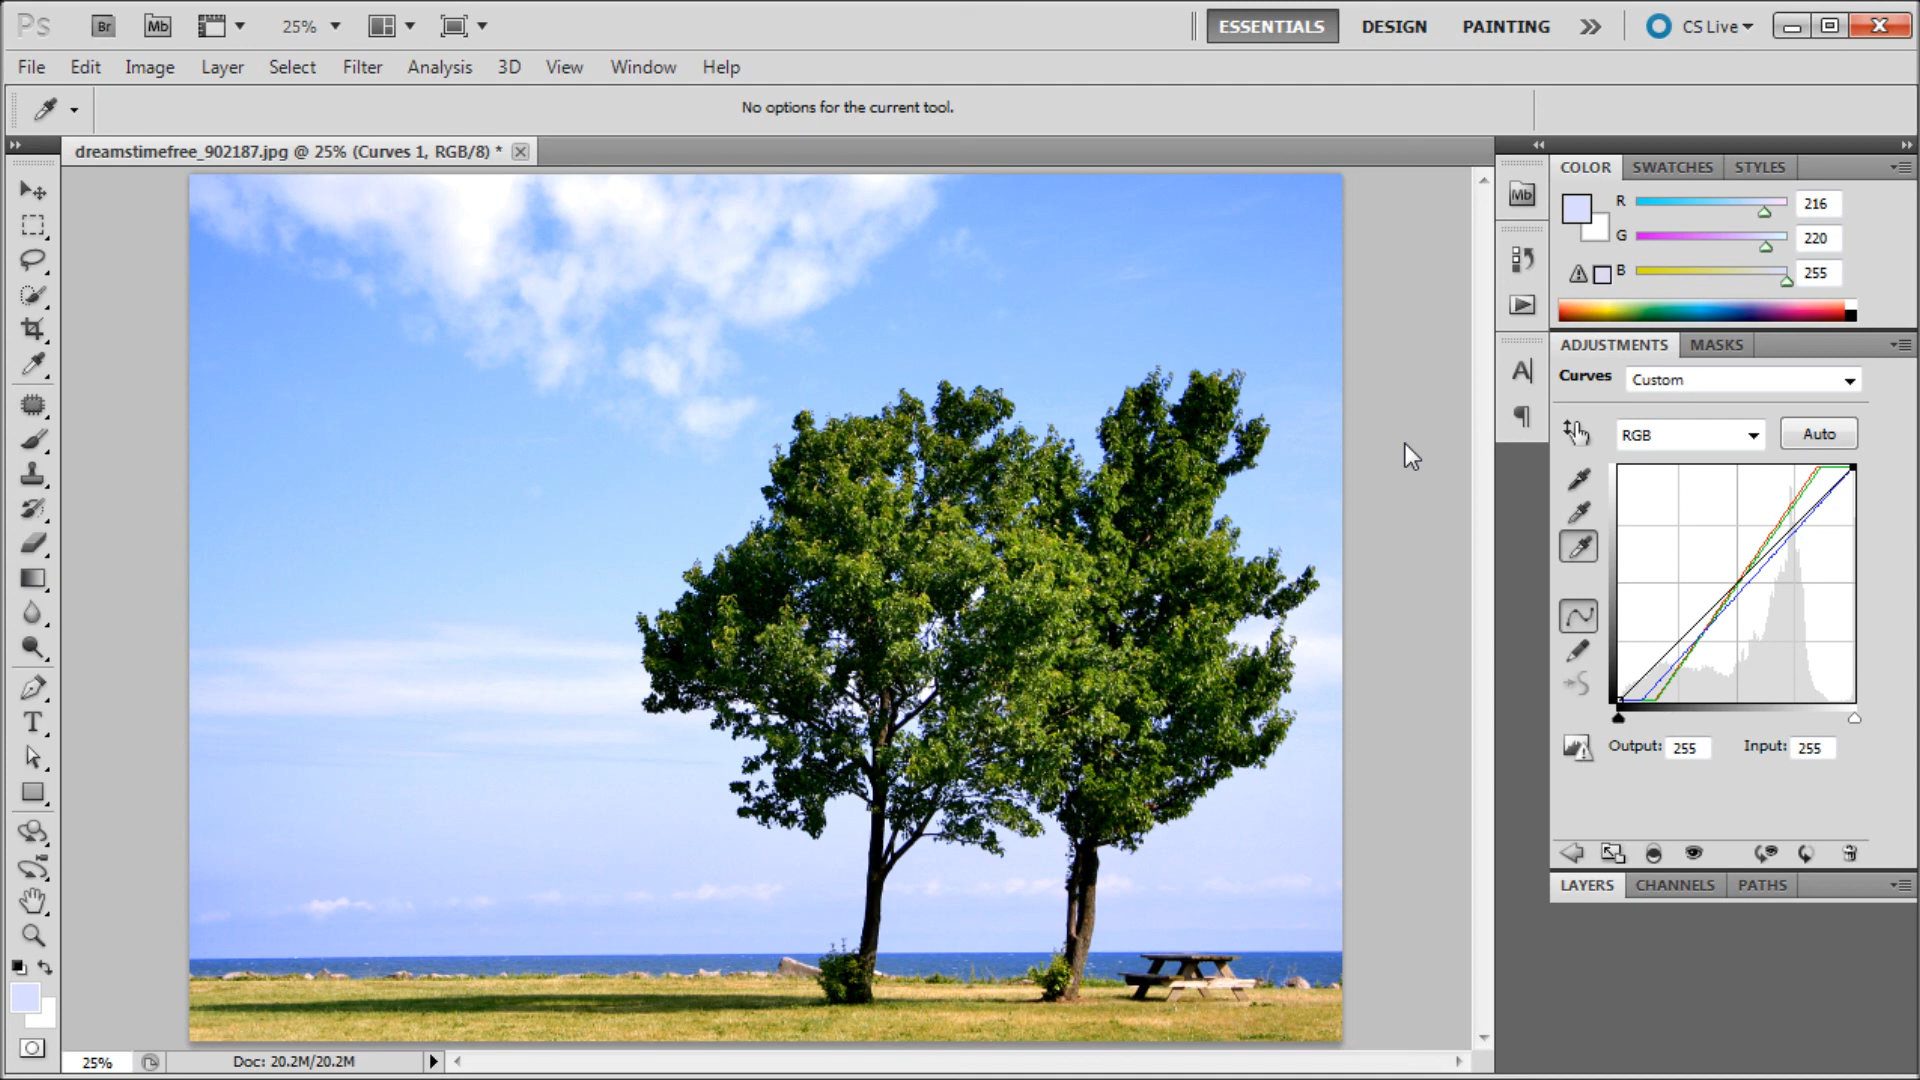 Ps Br Mb 25% ESSENTIALS DESIGN PAINTING CS Live
File Edit Image Layer Select Filter Analysis 3D View Window Help
No options for the current tool.
dreamstimefree_902187.jpg @ 25% (Curves 1, RGB/8) *
Mb
COLOR SWATCHES STYLES
R 216
G 220
B 255
ADJUSTMENTS MASKS
Curves Custom
RGB Auto
Output: 255 Input: 255
LAYERS CHANNELS PATHS
25% Doc: 20.2M/20.2M